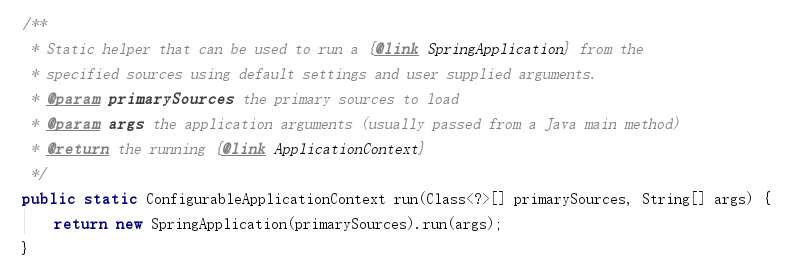 /**
 * Static helper that can be used to run a {@link SpringApplication} from the
 * specified sources using default settings and user supplied arguments.
 * @param primarySources the primary sources to load
 * @param args the application arguments (usually passed from a Java main method)
 * @return the running {@link ApplicationContext}
 */
public static ConfigurableApplicationContext run(Class<?>[] primarySources, String[] args) {
    return new SpringApplication(primarySources).run(args);
}